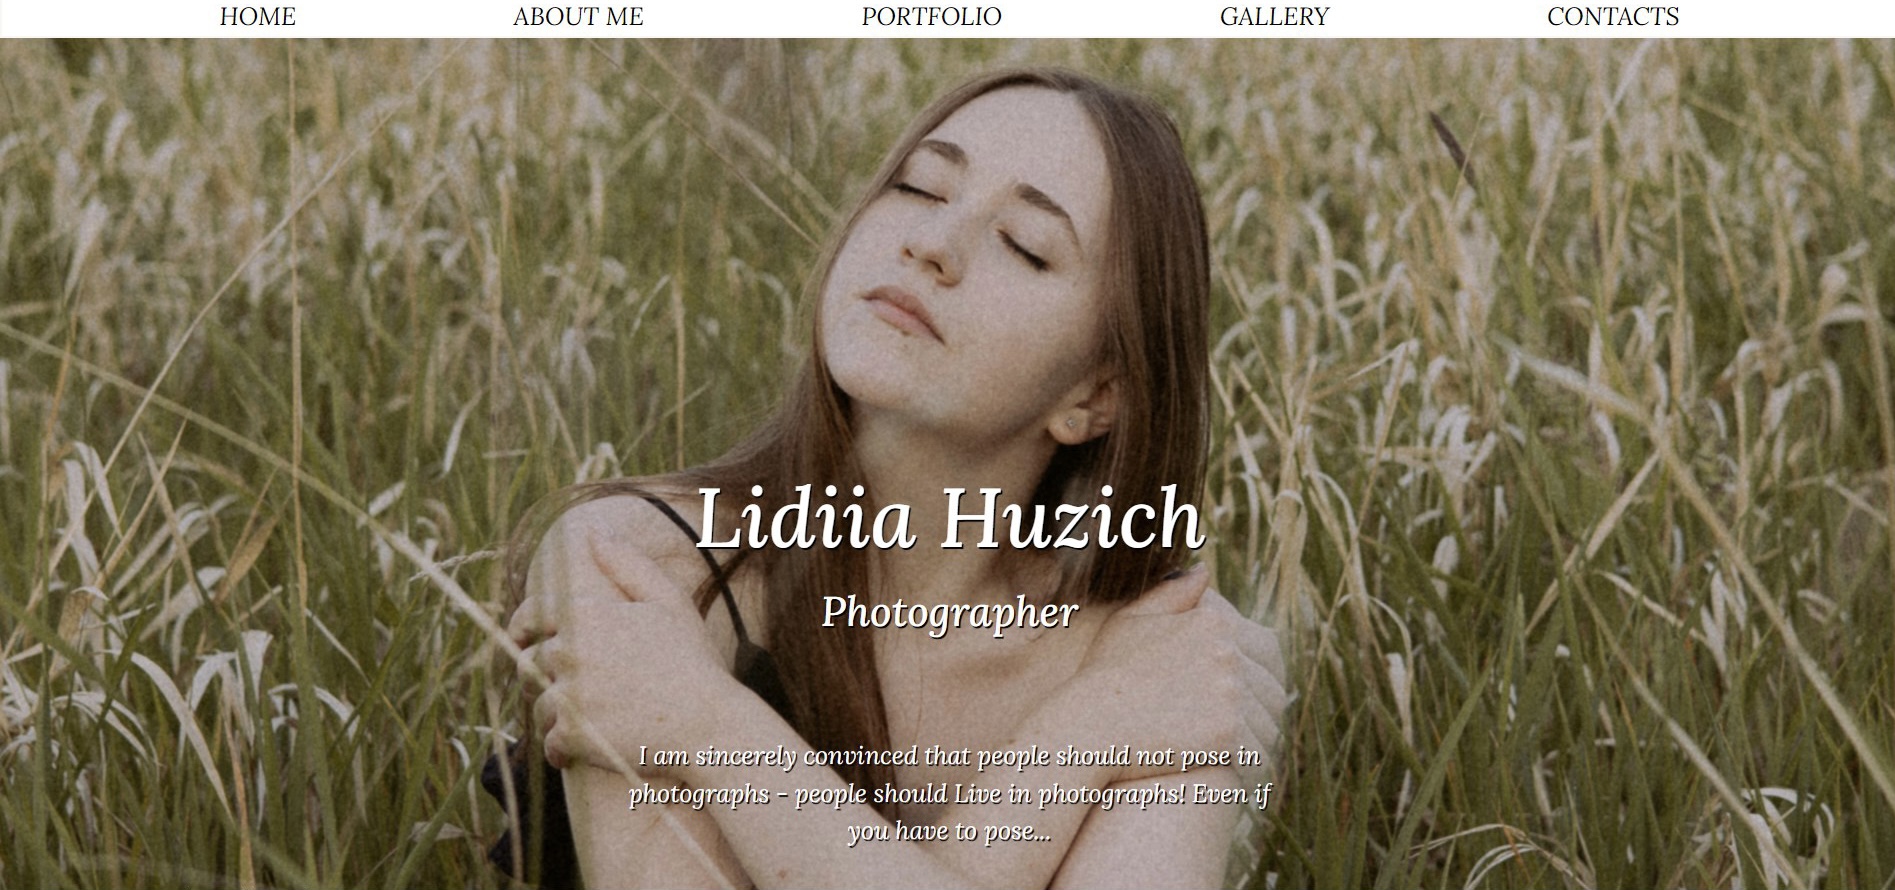 HOME ABOUT ME PORTFOLIO GALLERY CONTACTS
Lidiia Huzich
Photographer
I am sincerely convinced that people should not pose in
photographs - people should Live in photographs! Even if
you have to pose...